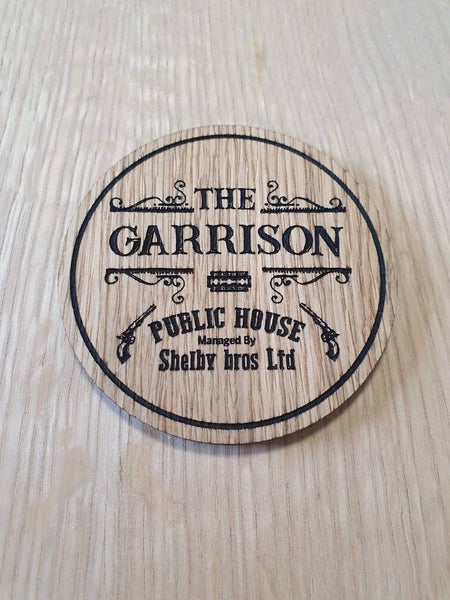 THE
GARRISON
PUBLIC HOUSE
Managed By
Shelby bros Ltd